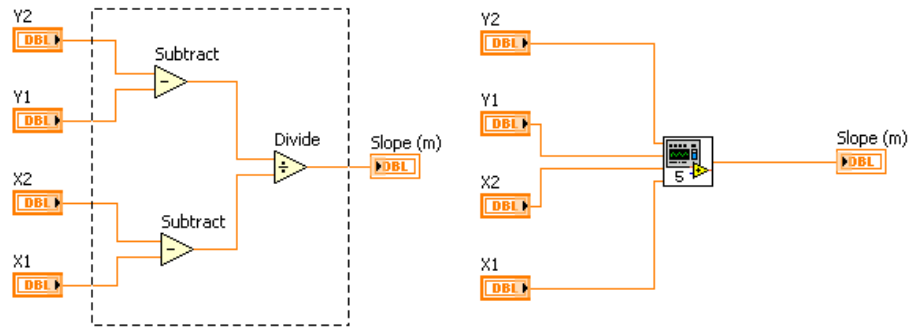 Y2
DBL
Subtract
Y1
DBL
Divide
Slope (m)
DBL
X2
DBL
Subtract
X1
DBL
Y2
DBL
Y1
DBL
Slope (m)
DBL
5
X2
DBL
X1
DBL